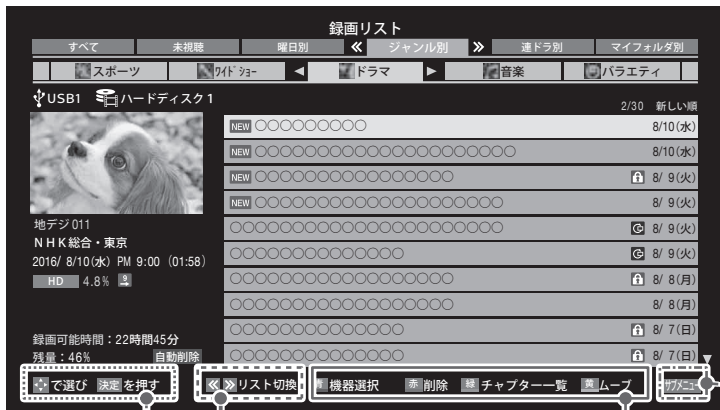 録画リスト
すべて 未視聴 曜日別 ≪ ジャンル別 ≫ 連ドラ別 マイフォルダ別
スポーツ ﾜｲﾄﾞｼｮｰ ◀ ドラマ ▶ 音楽 バラエティ
USB1 ハードディスク1
2/30 新しい順
NEW ○○○○○○○○○ 8/10(水)
NEW ○○○○○○○○○○○○○○○○○○○○○ 8/10(水)
NEW ○○○○○○○○○○○○○○○○ 8/ 9(火)
NEW ○○○○○○○○○○○○○○○○○○○○ 8/ 9(火)
○○○○○○○○○○○○○○○○○○○○○○ 8/ 9(火)
○○○○○○○○○○○○○○ 8/ 9(火)
○○○○○○○○○○○○○○○○○○ 8/ 8(月)
○○○○○○○○○○○○○○○○○○ 8/ 8(月)
○○○○○○○○○○○○○○ 8/ 7(日)
○○○○○○○○○○○○○○ 8/ 7(日)
地デジ011
NHK総合・東京
2016/ 8/10(水) PM 9:00 (01:58)
HD 4.8% 9
録画可能時間：22時間45分
残量：46% 自動削除
で選び 決定を押す ≪ ≫リスト切換 青 機器選択 赤 削除 緑 チャプター一覧 黄 ムーブ サブメニュー